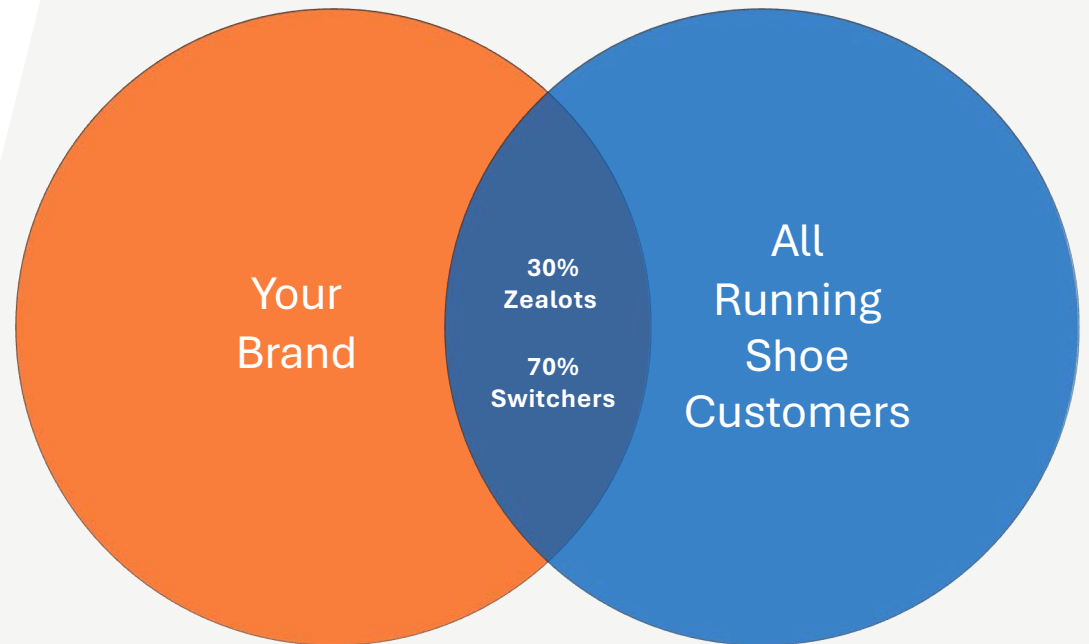 Your
Brand
30%
Zealots
70%
Switchers
All
Running
Shoe
Customers